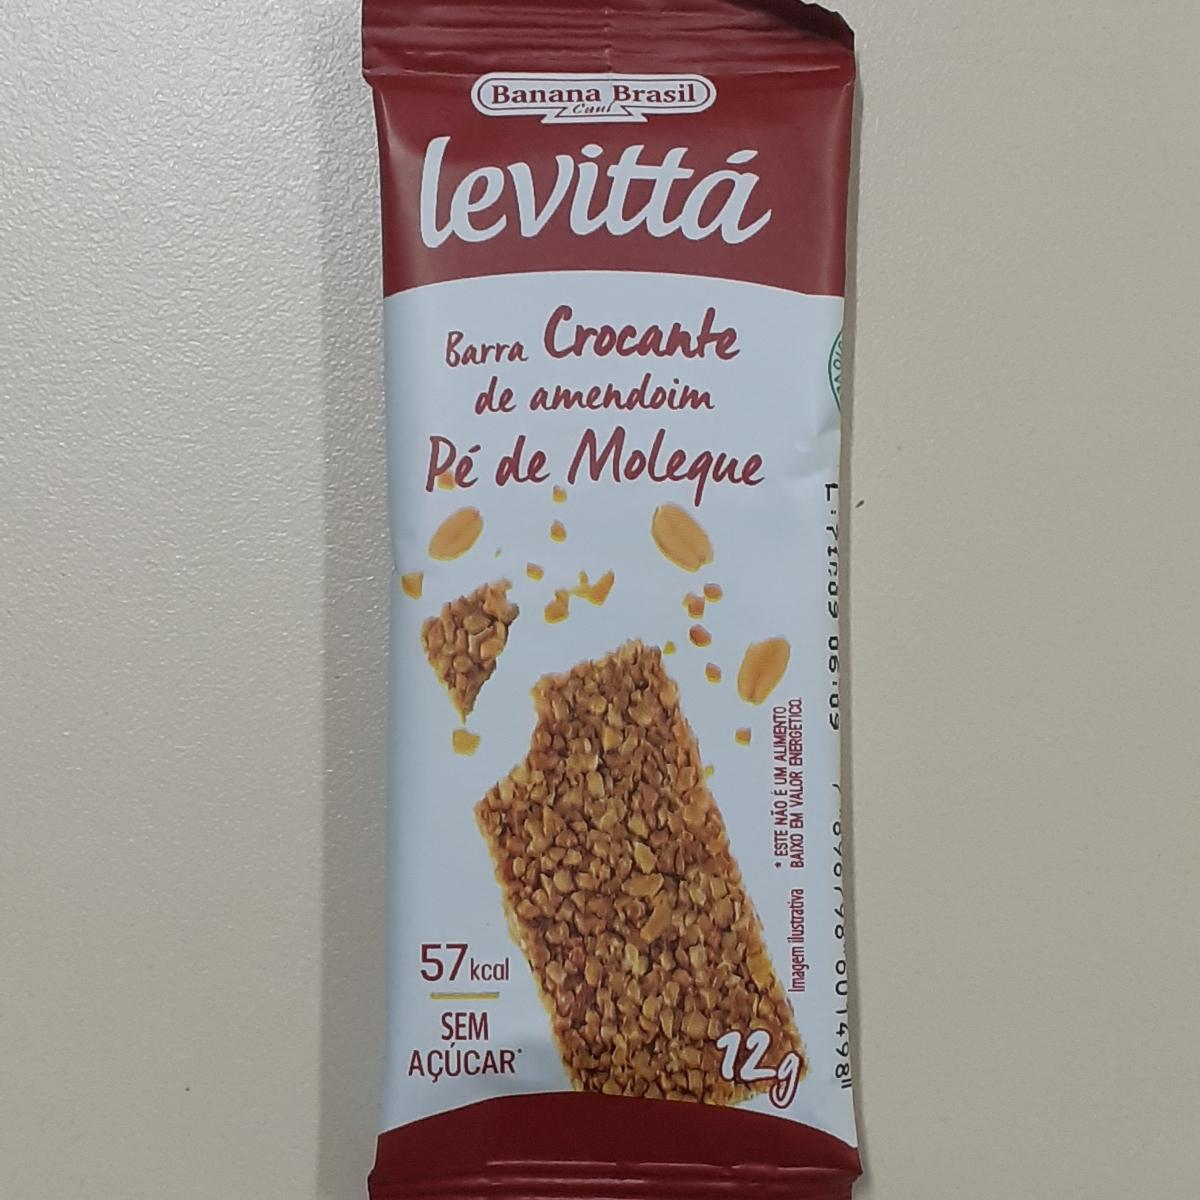 Banana Brasil
levittá
Barra Crocante
de amendoim
Pé de Moleque
* ESTE NÃO É UM ALIMENTO
BAIXO EM VALOR ENERGÉTICO.
Imagem ilustrativa
57 kcal
SEM
AÇÚCAR*
12g